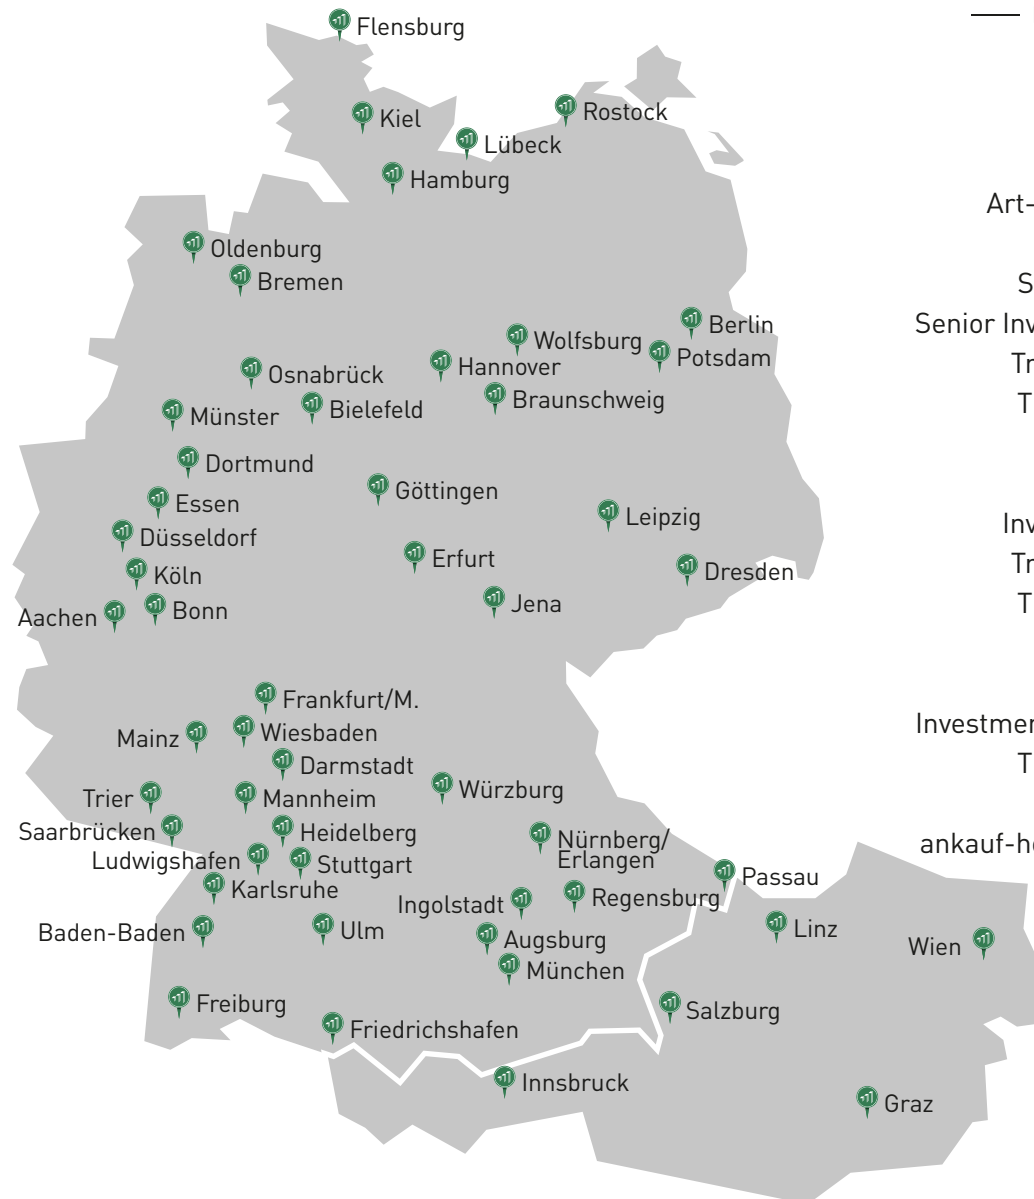 Flensburg
Kiel
Rostock
Lübeck
Hamburg
Art-
Oldenburg
Bremen
S
Senior Inv
Berlin
Wolfsburg
Potsdam
Hannover
Tr
Osnabrück
Braunschweig
T
Bielefeld
Münster
Dortmund
Göttingen
Essen
Leipzig
Inv
Düsseldorf
Erfurt
Tr
Dresden
Köln
Jena
T
Bonn
Aachen
Frankfurt/M.
Investmer
Wiesbaden
Mainz
Darmstadt
T
Würzburg
Trier
Mannheim
Saarbrücken
Heidelberg
Nürnberg/
Erlangen
ankauf-h
Ludwigshafen
Stuttgart
Passau
Karlsruhe
Regensburg
Ingolstadt
Linz
Ulm
Baden-Baden
Augsburg
Wien
München
Freiburg
Salzburg
Friedrichshafen
Innsbruck
Graz